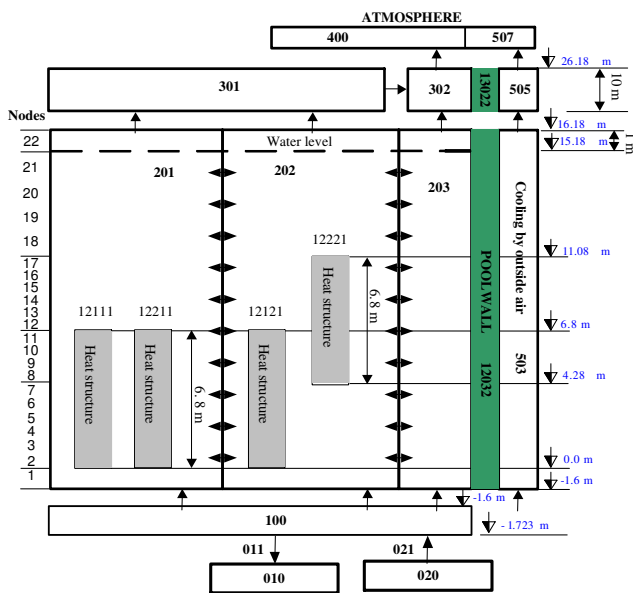 ATMOSPHERE
400
507
26.18 m
301
302
13022
505
10 m
Nodes
16.18 m
22
Water level
15.18 m
1 m
21
201
202
203
20
19
18
12221
11.08 m
17
16
15
14
13
12
12111
12211
12121
Heat structure
Heat structure
Heat structure
Heat structure
6.8 m
6.8 m
POOLWALL
12032
Cooling by outside air
503
6.8 m
11
10
9
8
4.28 m
7
6
5
4
3
2
0.0 m
1
-1.6 m
-1.6 m
100
-1.723 m
011
021
010
020